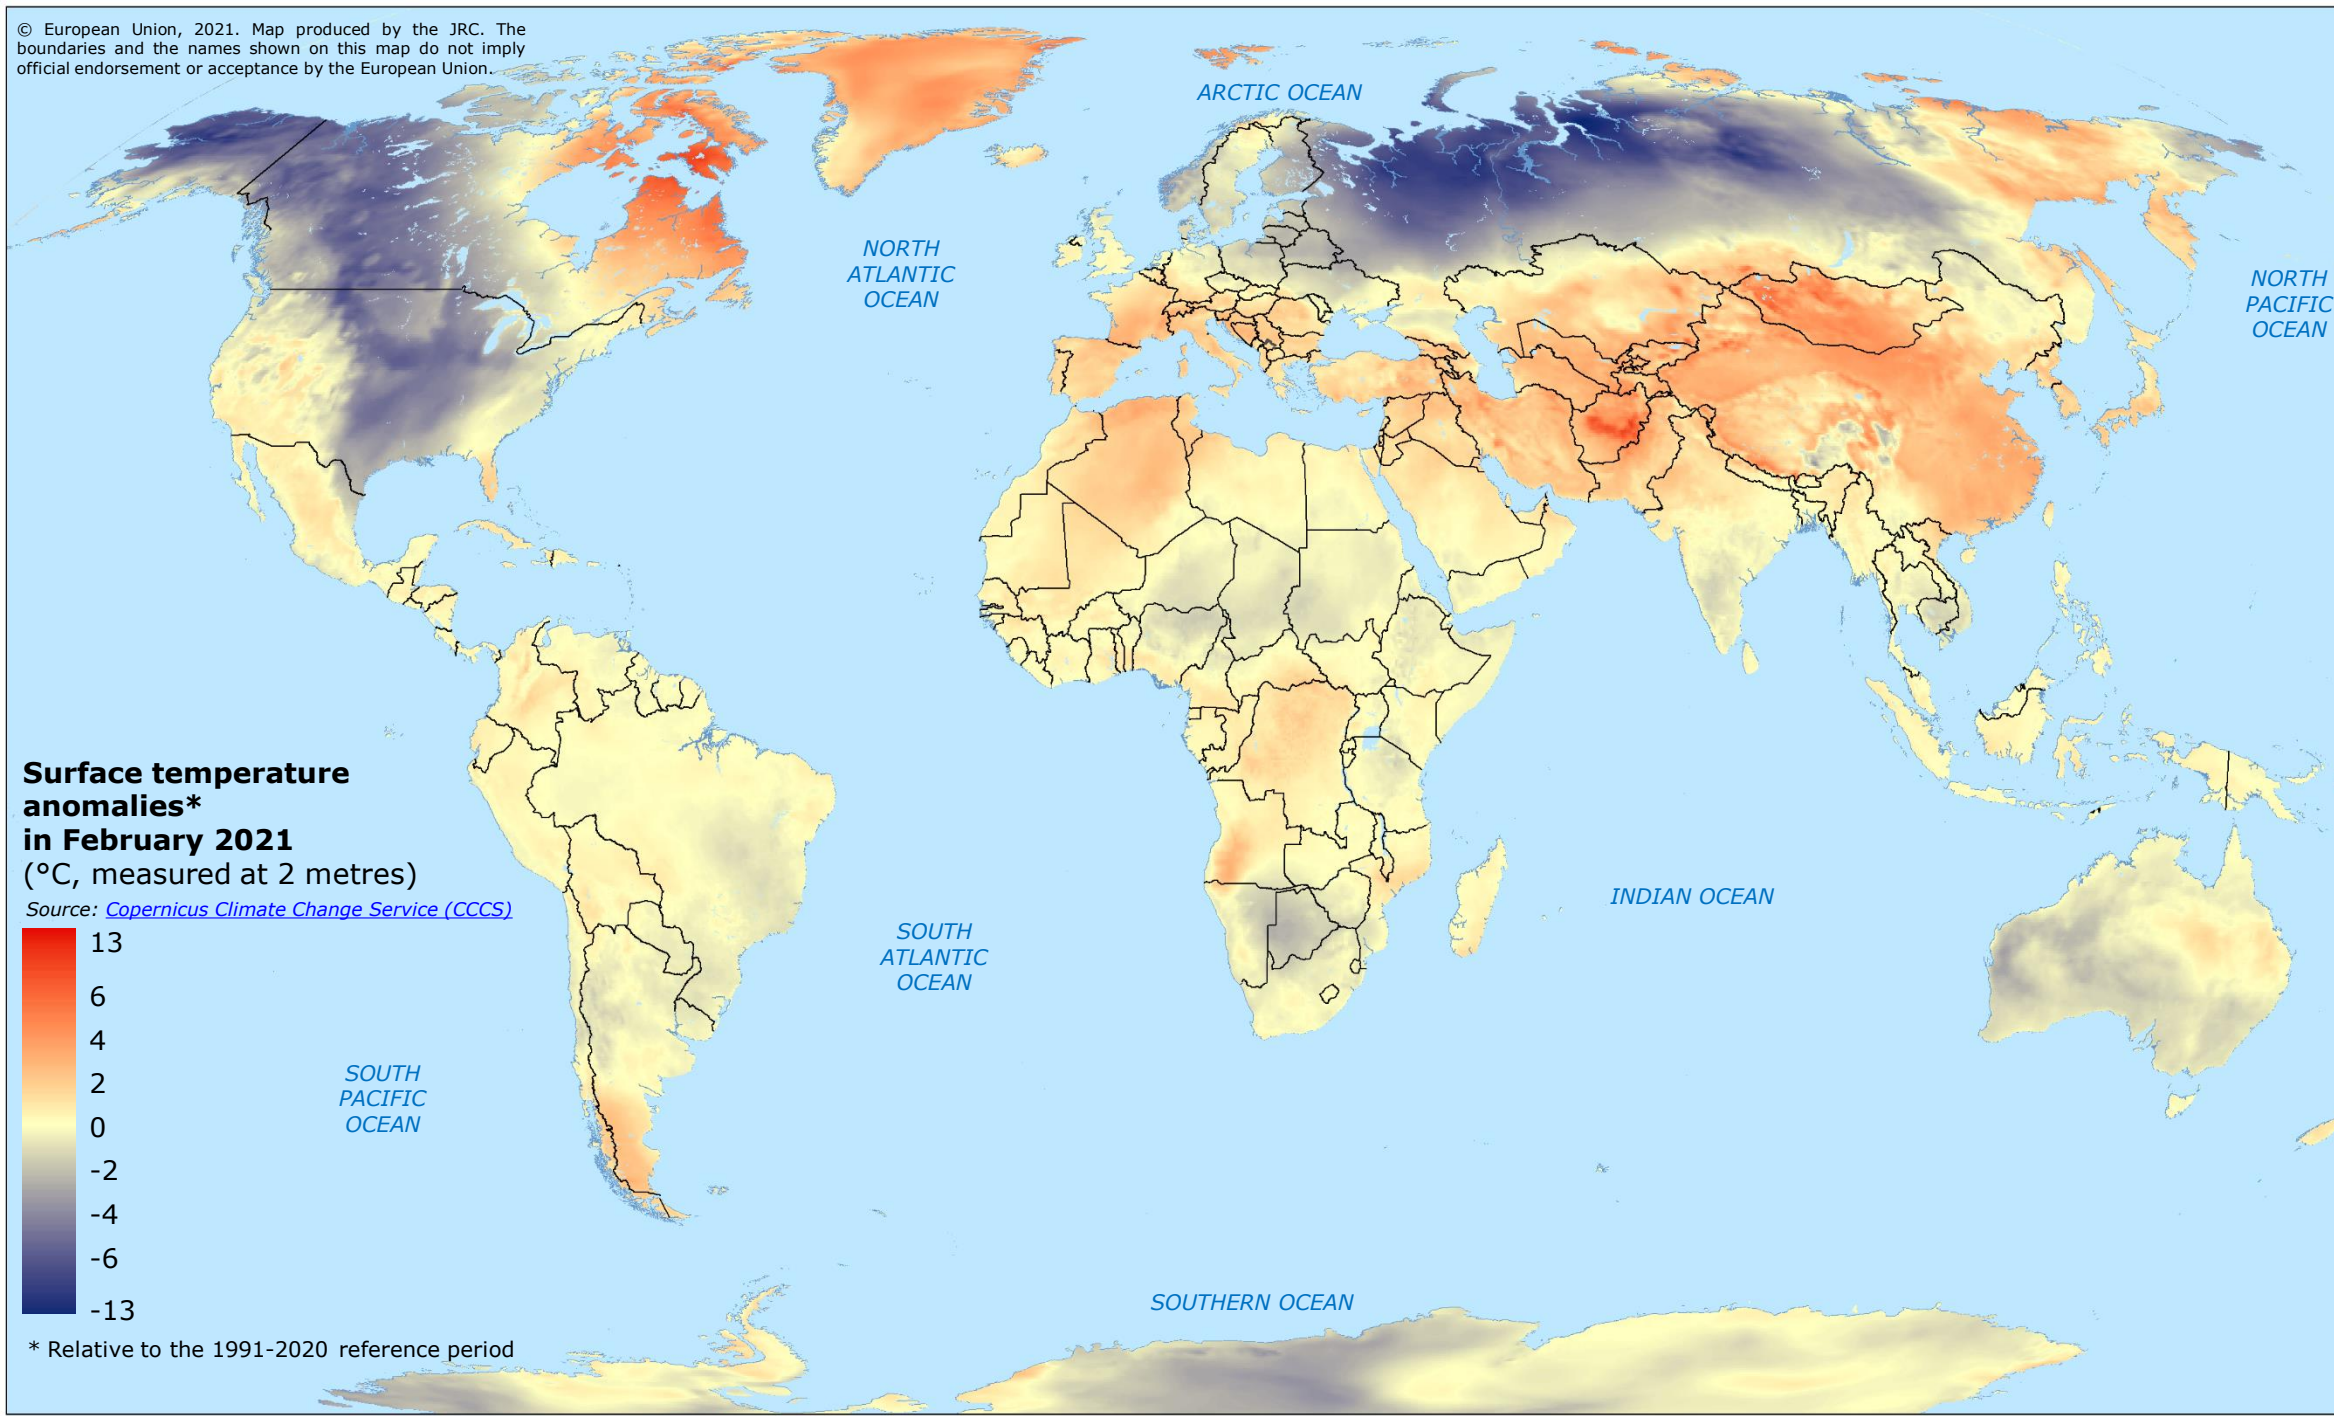 © European Union, 2021. Map produced by the JRC. The
boundaries and the names shown on this map do not imply
official endorsement or acceptance by the European Union.
ARCTIC OCEAN
NORTH
ATLANTIC
OCEAN
NORTH
PACIFIC
OCEAN
Surface temperature
anomalies*
in February 2021
(°C, measured at 2 metres)
Source: Copernicus Climate Change Service (CCCS)
13
6
4
2
0
-2
-4
-6
-13
* Relative to the 1991-2020 reference period
INDIAN OCEAN
SOUTH
ATLANTIC
OCEAN
SOUTH
PACIFIC
OCEAN
SOUTHERN OCEAN